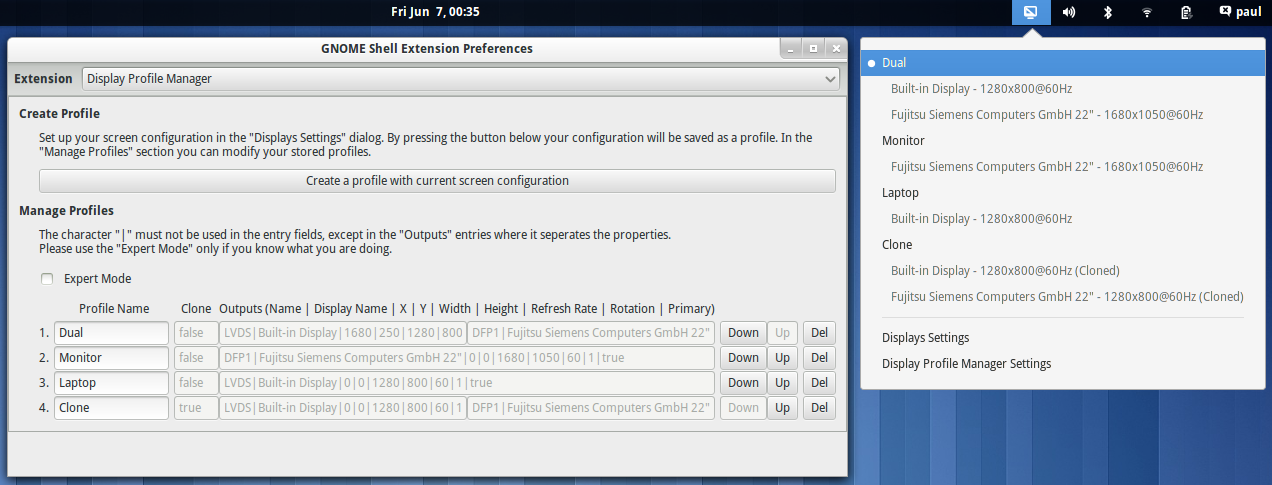 Fri Jun 7, 00:35
paul
GNOME Shell Extension Preferences
Extension
Display Profile Manager
Create Profile
Set up your screen configuration in the "Displays Settings" dialog. By pressing the button below your configuration will be saved as a profile. In the
"Manage Profiles" section you can modify your stored profiles.
Create a profile with current screen configuration
Manage Profiles
The character "|" must not be used in the entry fields, except in the "Outputs" entries where it seperates the properties.
Please use the "Expert Mode" only if you know what you are doing.
Expert Mode
Profile Name Clone Outputs (Name | Display Name | X | Y | Width | Height | Refresh Rate | Rotation | Primary)
1. Dual false LVDS|Built-in Display|1680|250|1280|800 DFP1|Fujitsu Siemens Computers GmbH 22" Down Up Del
2. Monitor false DFP1|Fujitsu Siemens Computers GmbH 22"|0|0|1680|1050|60|1|true Down Up Del
3. Laptop false LVDS|Built-in Display|0|0|1280|800|60|1|true Down Up Del
4. Clone true LVDS|Built-in Display|0|0|1280|800|60|1 DFP1|Fujitsu Siemens Computers GmbH 22" Down Up Del
Dual
Built-in Display - 1280x800@60Hz
Fujitsu Siemens Computers GmbH 22" - 1680x1050@60Hz
Monitor
Fujitsu Siemens Computers GmbH 22" - 1680x1050@60Hz
Laptop
Built-in Display - 1280x800@60Hz
Clone
Built-in Display - 1280x800@60Hz (Cloned)
Fujitsu Siemens Computers GmbH 22" - 1280x800@60Hz (Cloned)
Displays Settings
Display Profile Manager Settings